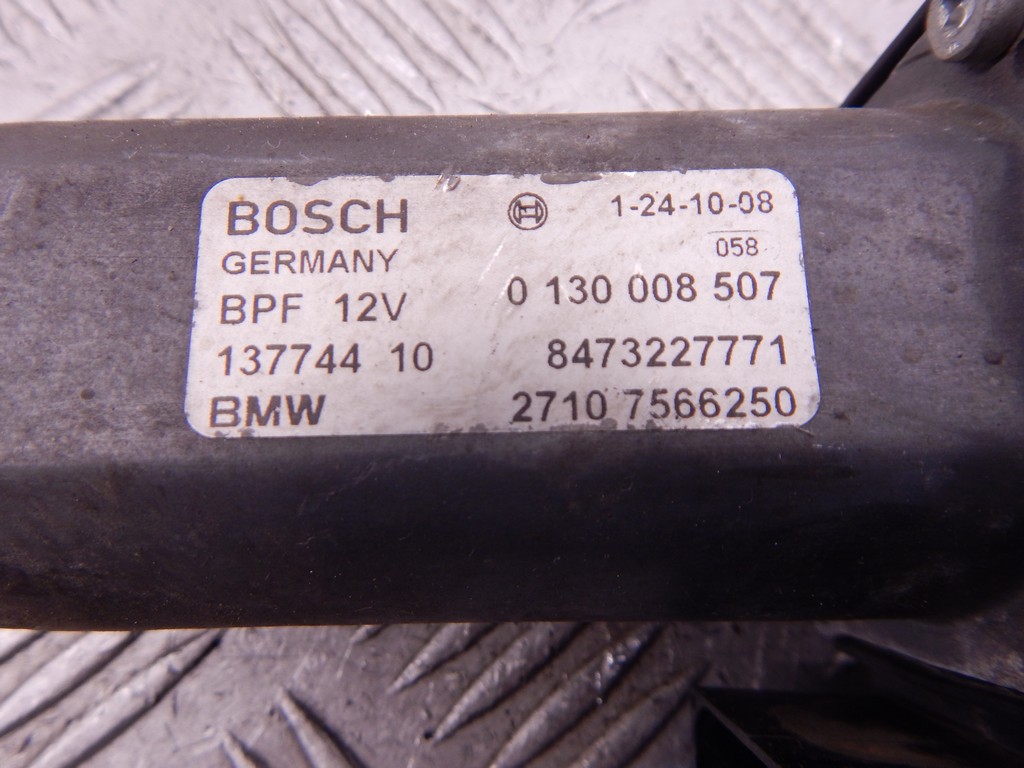 BOSCH 1-24-10-08
GERMANY 058
BPF 12V 0 130 008 507
137744 10 8473227771
BMW 2710 7566250